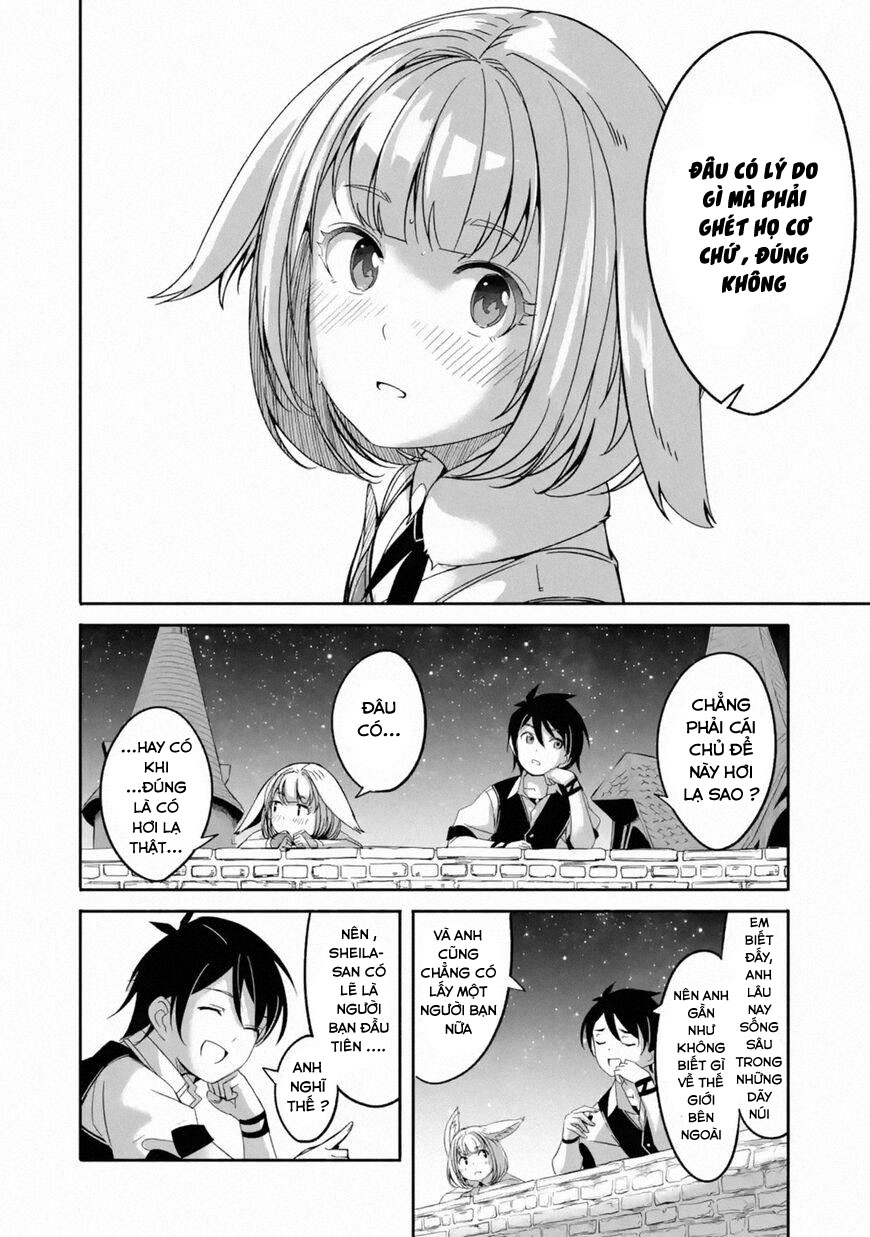 ĐÂU CÓ LÝ DO
GÌ MÀ PHẢI
GHÉT HỌ CƠ
CHỨ , ĐÚNG
KHÔNG
CHẲNG
PHẢI CÁI
CHỦ ĐỂ
NÀY HƠI
LẠ SAO ?
ĐÂU
CÓ...
...HAY CÓ
KHI
...ĐÚNG
LÀ CÓ
HƠI LẠ
THẬT...
EM
BIẾT
ĐẤY, ANH
LÂU
NAY
SỐNG
SÂU
TRONG
NHỮNG
DÃY
NÚI
NÊN ANH
GẦN
NHƯ
KHÔNG
BIẾT GÌ
VỀ THẾ
GIỚI
BÊN
NGOÀI
VÀ ANH
CŨNG
CHẲNG CÓ
LẤY MỘT
NGƯỜI BẠN
NỮA
NÊN ,
SHEILA-
SAN CÓ
LẼ LÀ
NGƯỜI
BẠN ĐẦU
TIÊN ....
ANH
NGHĨ
THẾ ?